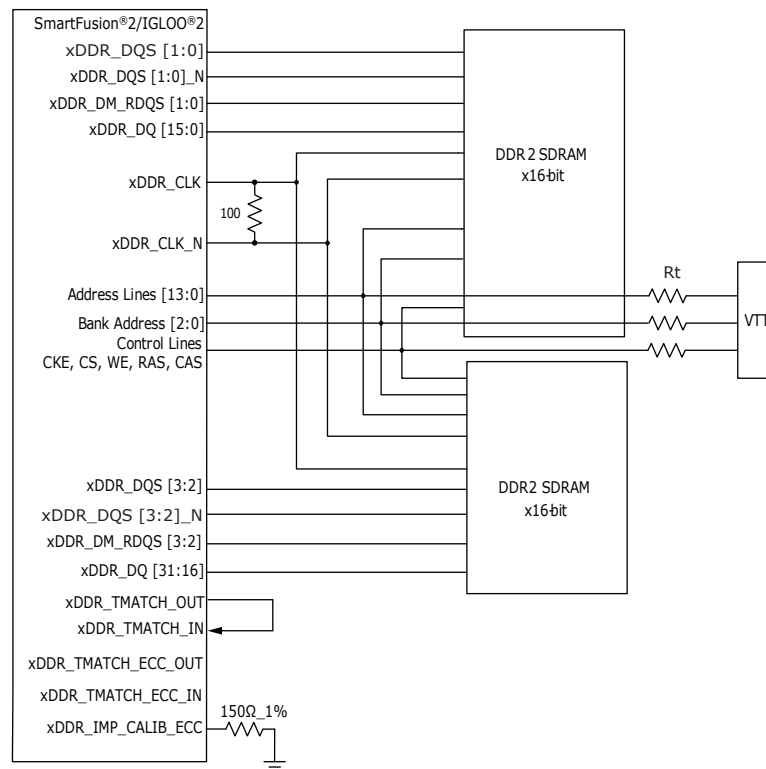 SmartFusion®2/IGLOO®2
xDDR_DQS [1:0]
xDDR_DQS [1:0]_N
xDDR_DM_RDQS [1:0]
xDDR_DQ [15:0]
DDR2 SDRAM
x16-bit
xDDR_CLK
100
xDDR_CLK_N
Rt
Address Lines [13:0]
Bank Address [2:0]
VTT
Control Lines
CKE, CS, WE, RAS, CAS
xDDR_DQS [3:2]
DDR2 SDRAM
x16-bit
xDDR_DQS [3:2]_N
xDDR_DM_RDQS [3:2]
xDDR_DQ [31:16]
xDDR_TMATCH_OUT
xDDR_TMATCH_IN
xDDR_TMATCH_ECC_OUT
xDDR_TMATCH_ECC_IN
150Ω_1%
xDDR_IMP_CALIB_ECC